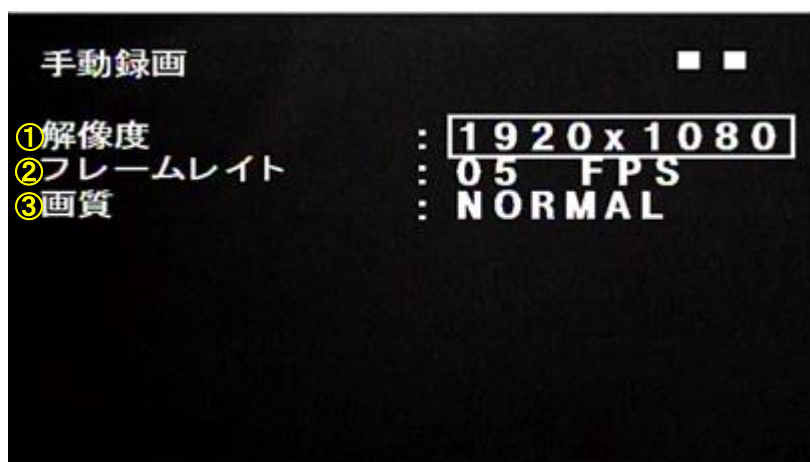 手動録画 ■ ■
①解像度 : 1920x1080
②フレームレイト : 05 FPS
③画質 : NORMAL